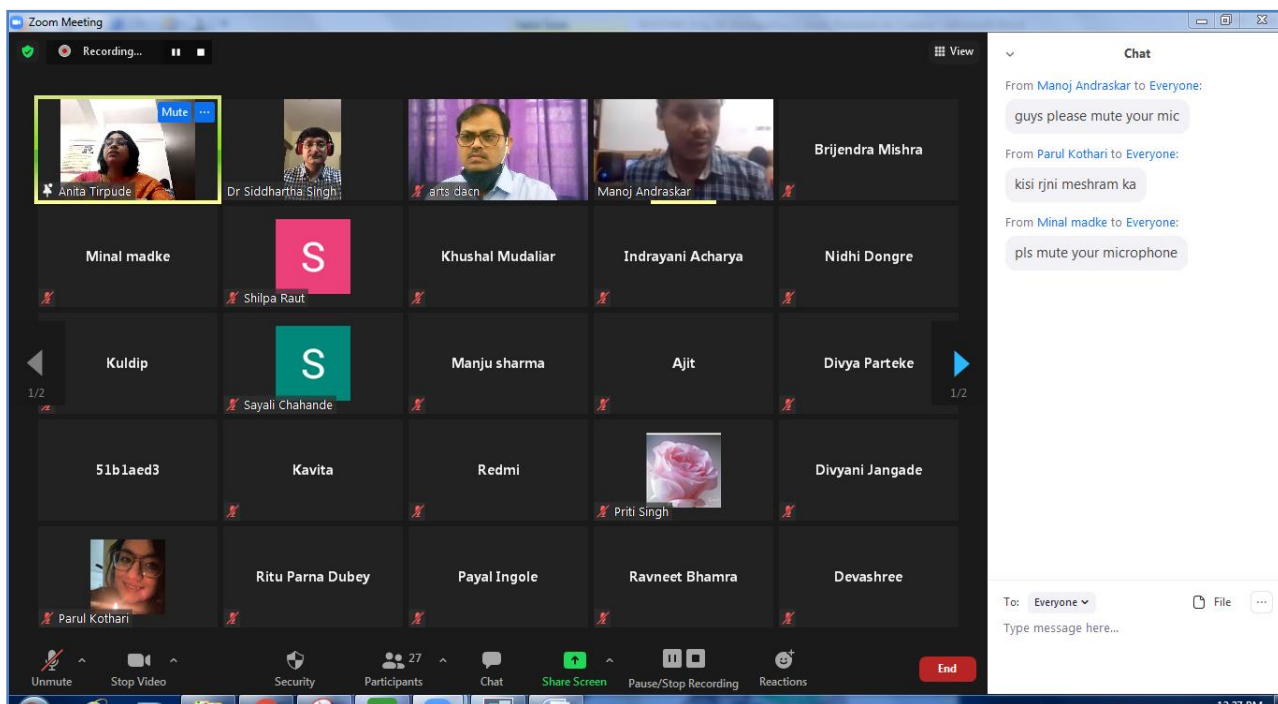 Zoom Meeting
Recording...
View
Mute ...
Anita Tirpude
Dr Siddhartha Singh
arts dacn
Manoj Andraskar
Brijendra Mishra
Minal madke
S
Shilpa Raut
Khushal Mudaliar
Indrayani Acharya
Nidhi Dongre
1/2
Kuldip
S
Sayali Chahande
Manju sharma
Ajit
Divya Parteke
1/2
51b1aed3
Kavita
Redmi
Priti Singh
Divyani Jangade
Parul Kothari
Ritu Parna Dubey
Payal Ingole
Ravneet Bhamra
Devashree
Unmute
Stop Video
Security
Participants 27
Chat
Share Screen
Pause/Stop Recording
Reactions
End
Chat
From Manoj Andraskar to Everyone:
guys please mute your mic
From Parul Kothari to Everyone:
kisi rjni meshram ka
From Minal madke to Everyone:
pls mute your microphone
To: Everyone File ...
Type message here...
12:27 PM